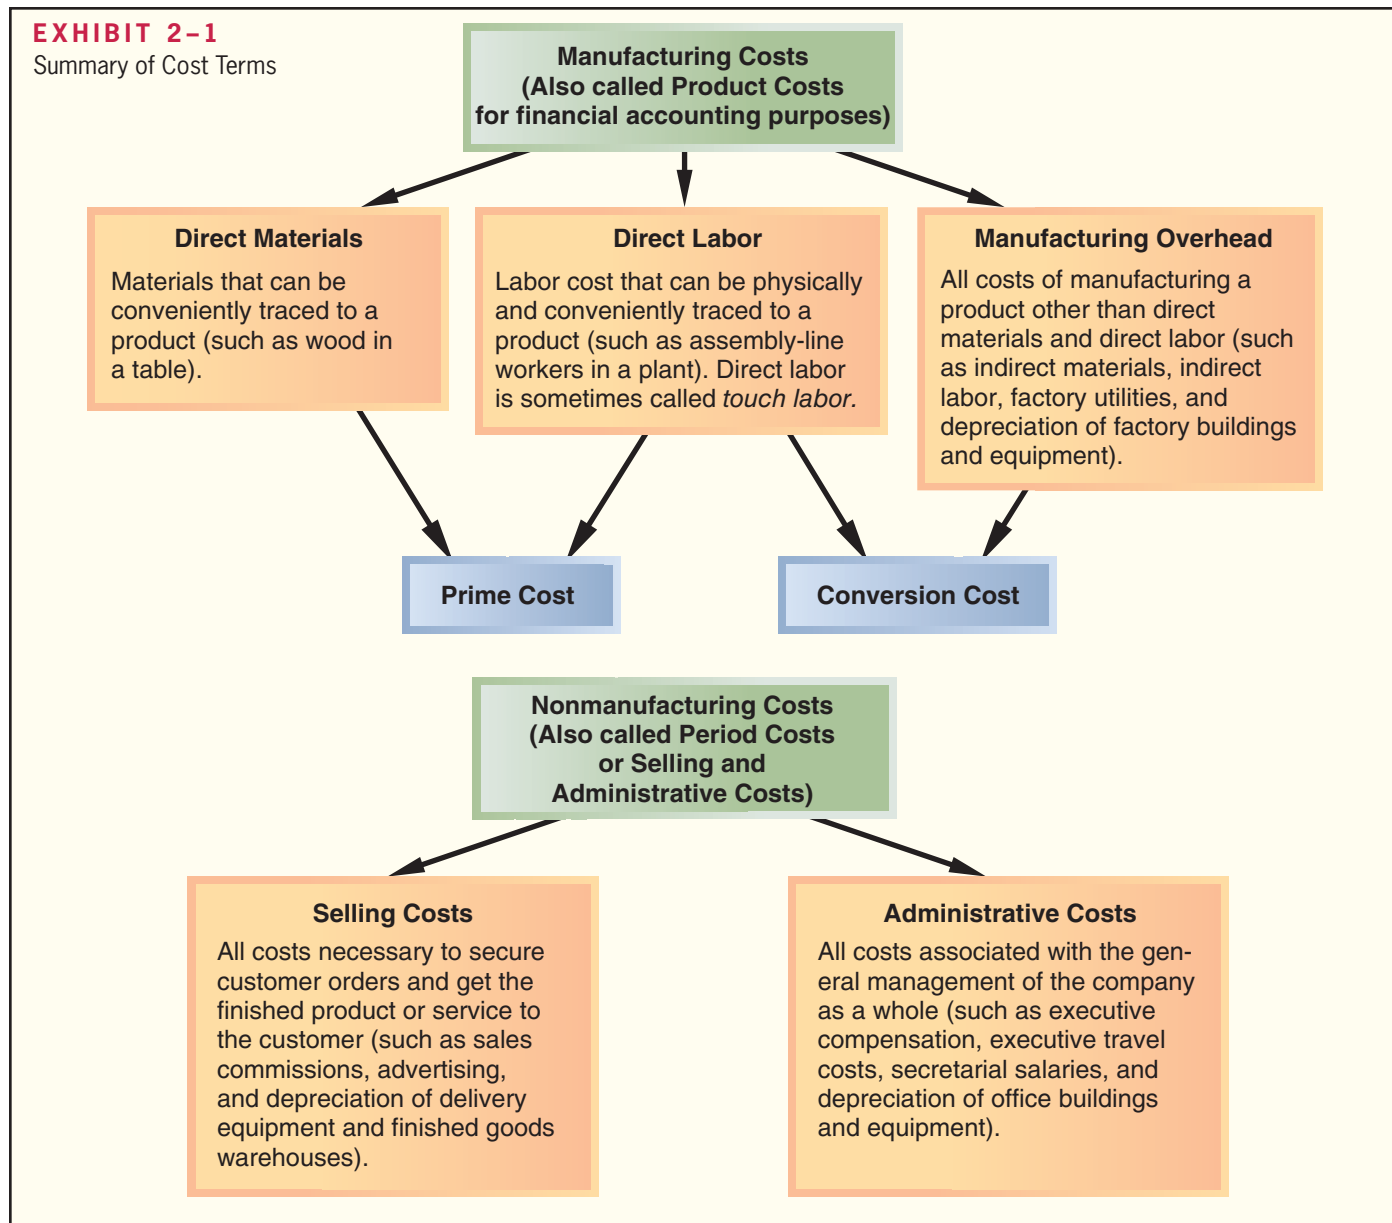 EXHIBIT 2–1
Summary of Cost Terms
Manufacturing Costs
(Also called Product Costs
for financial accounting purposes)
Direct Materials
Materials that can be
conveniently traced to a
product (such as wood in
a table).
Direct Labor
Labor cost that can be physically
and conveniently traced to a
product (such as assembly-line
workers in a plant). Direct labor
is sometimes called touch labor.
Manufacturing Overhead
All costs of manufacturing a
product other than direct
materials and direct labor (such
as indirect materials, indirect
labor, factory utilities, and
depreciation of factory buildings
and equipment).
Prime Cost
Conversion Cost
Nonmanufacturing Costs
(Also called Period Costs
or Selling and
Administrative Costs)
Selling Costs
All costs necessary to secure
customer orders and get the
finished product or service to
the customer (such as sales
commissions, advertising,
and depreciation of delivery
equipment and finished goods
warehouses).
Administrative Costs
All costs associated with the gen-
eral management of the company
as a whole (such as executive
compensation, executive travel
costs, secretarial salaries, and
depreciation of office buildings
and equipment).